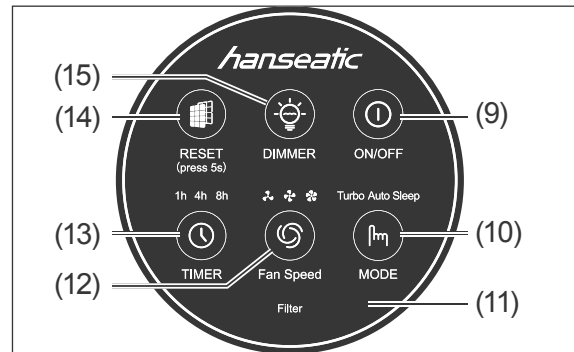 hanseatic
(15)
(14)
(9)
RESET
(press 5s)
DIMMER
ON/OFF
1h 4h 8h
Turbo Auto Sleep
(13)
(10)
TIMER
Fan Speed
MODE
(12)
(11)
Filter